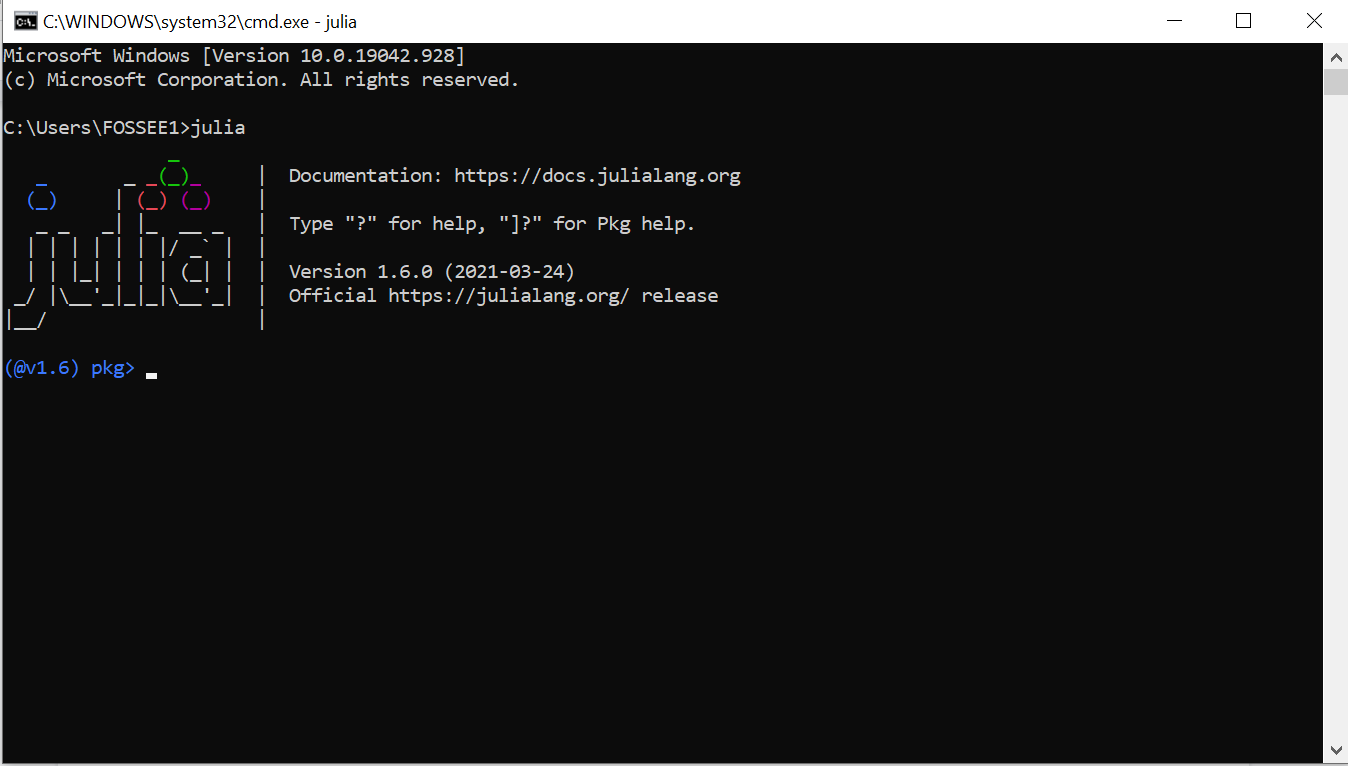 C:\WINDOWS\system32\cmd.exe - julia
Microsoft Windows [Version 10.0.19042.928]
(c) Microsoft Corporation. All rights reserved.
C:\Users\FOSSEE1>julia
               _
   _       _ _(_)_     |  Documentation: https://docs.julialang.org
  (_)     | (_) (_)    |
   _ _   _| |_  __ _   |  Type "?" for help, "]?" for Pkg help.
  | | | | | | |/ _` |  |
  | | |_| | | | (_| |  |  Version 1.6.0 (2021-03-24)
 _/ |\__'_|_|_|\__'_|  |  Official https://julialang.org/ release
|__/                   |
(@v1.6) pkg>